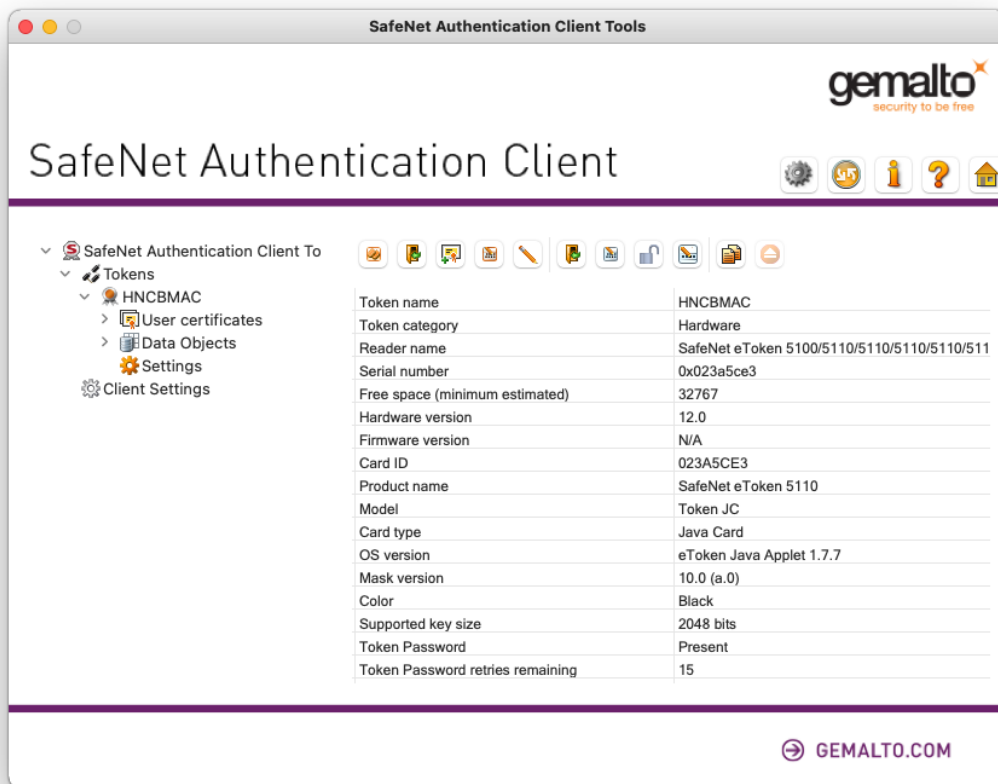 SafeNet Authentication Client Tools
gemalto
security to be free
SafeNet Authentication Client
SafeNet Authentication Client To
Tokens
HNCBMAC
User certificates
Data Objects
Settings
Client Settings
Token name HNCBMAC
Token category Hardware
Reader name SafeNet eToken 5100/5110/5110/5110/5110/511
Serial number 0x023a5ce3
Free space (minimum estimated) 32767
Hardware version 12.0
Firmware version N/A
Card ID 023A5CE3
Product name SafeNet eToken 5110
Model Token JC
Card type Java Card
OS version eToken Java Applet 1.7.7
Mask version 10.0 (a.0)
Color Black
Supported key size 2048 bits
Token Password Present
Token Password retries remaining 15
GEMALTO.COM